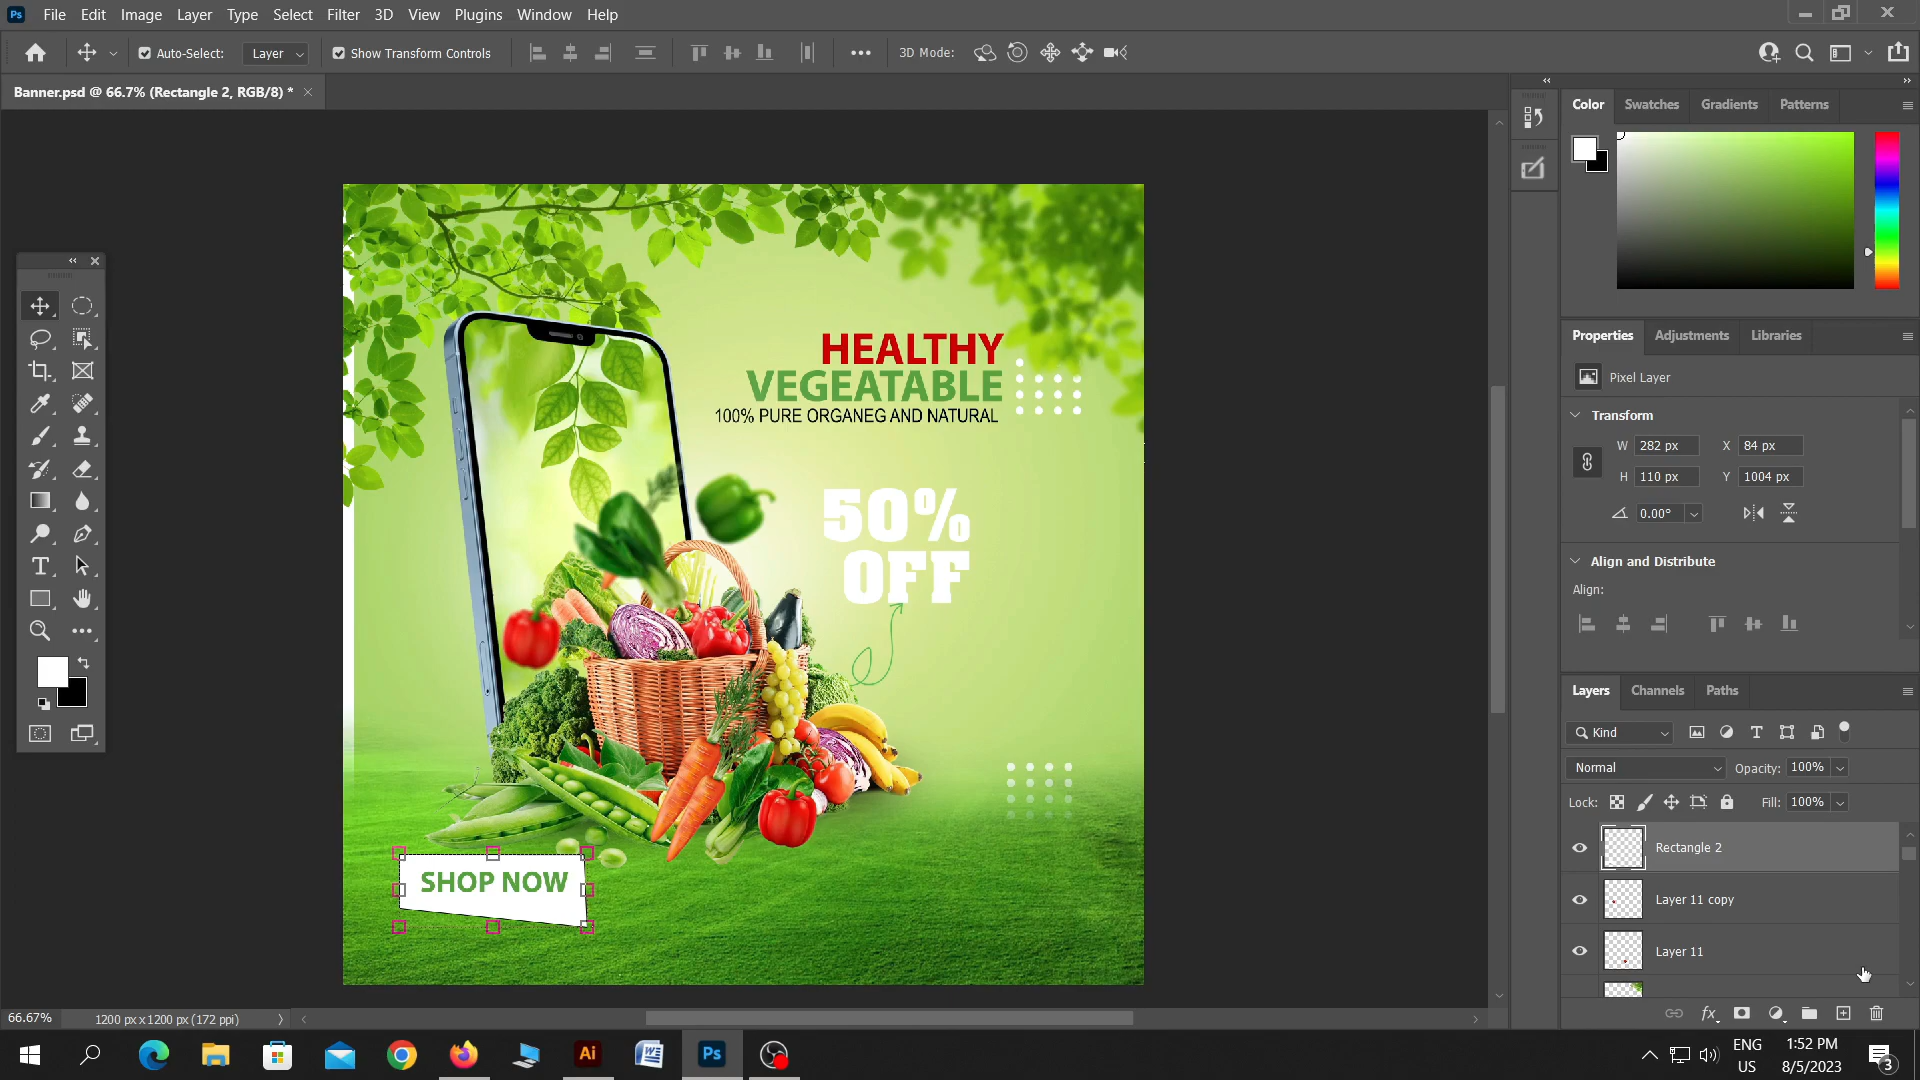 Ps File Edit Image Layer Type Select Filter 3D View Plugins Window Help
Auto-Select: Layer Show Transform Controls 3D Mode:
Banner.psd @ 66.7% (Rectangle 2, RGB/8) *
Color Swatches Gradients Patterns
HEALTHY
VEGEATABLE
100% PURE ORGANEG AND NATURAL
50%
OFF
SHOP NOW
Properties Adjustments Libraries
Pixel Layer
Transform
W 282 px X 84 px
H 110 px Y 1004 px
0.00°
Align and Distribute
Align:
Layers Channels Paths
Kind
Normal Opacity: 100%
Lock: Fill: 100%
Rectangle 2
Layer 11 copy
Layer 11
fx
66.67% 1200 px x 1200 px (172 ppi)
Ai Ps
ENG
US
1:52 PM
8/5/2023
3